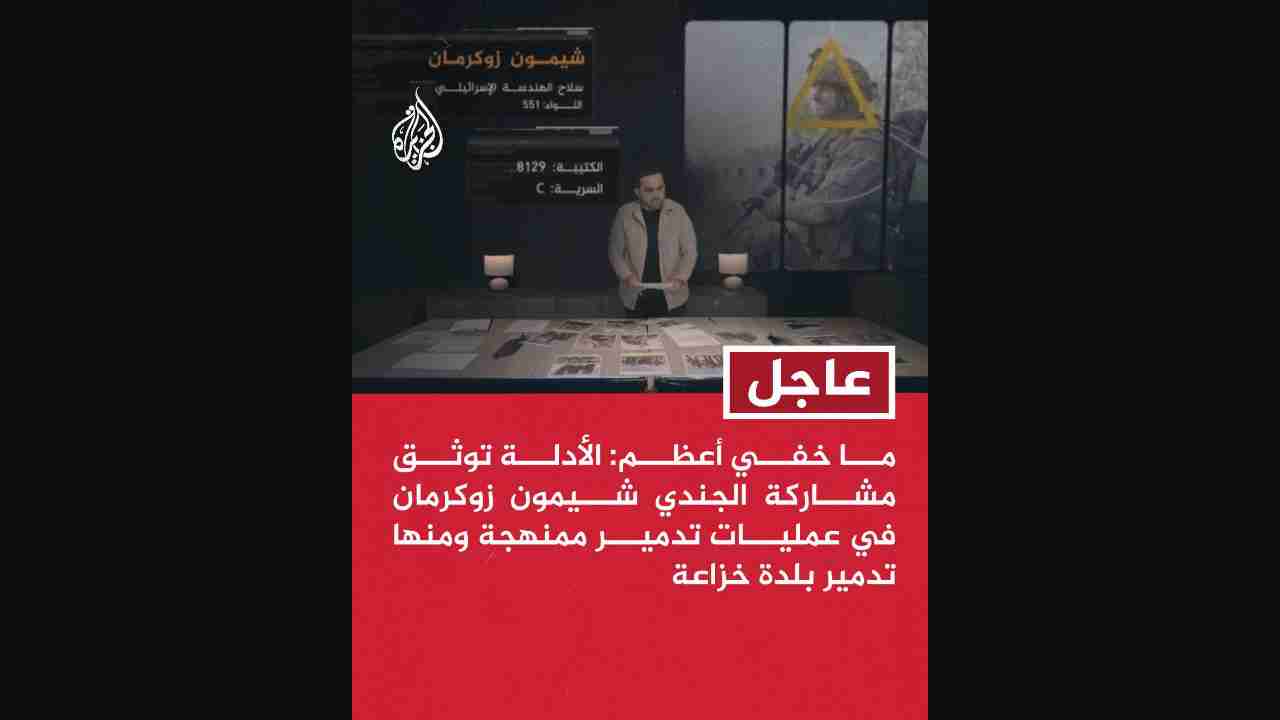 شيمون زوكرمان
سلاح الهندسة الإسرائيلي
اللواء: 551
الجزيرة
الكتيبة: 8129
السرية: C
عاجل
ما خفي أعظم: الأدلة توثق
مشاركة الجندي شيمون زوكرمان
في عمليات تدمير ممنهجة ومنها
تدمير بلدة خزاعة